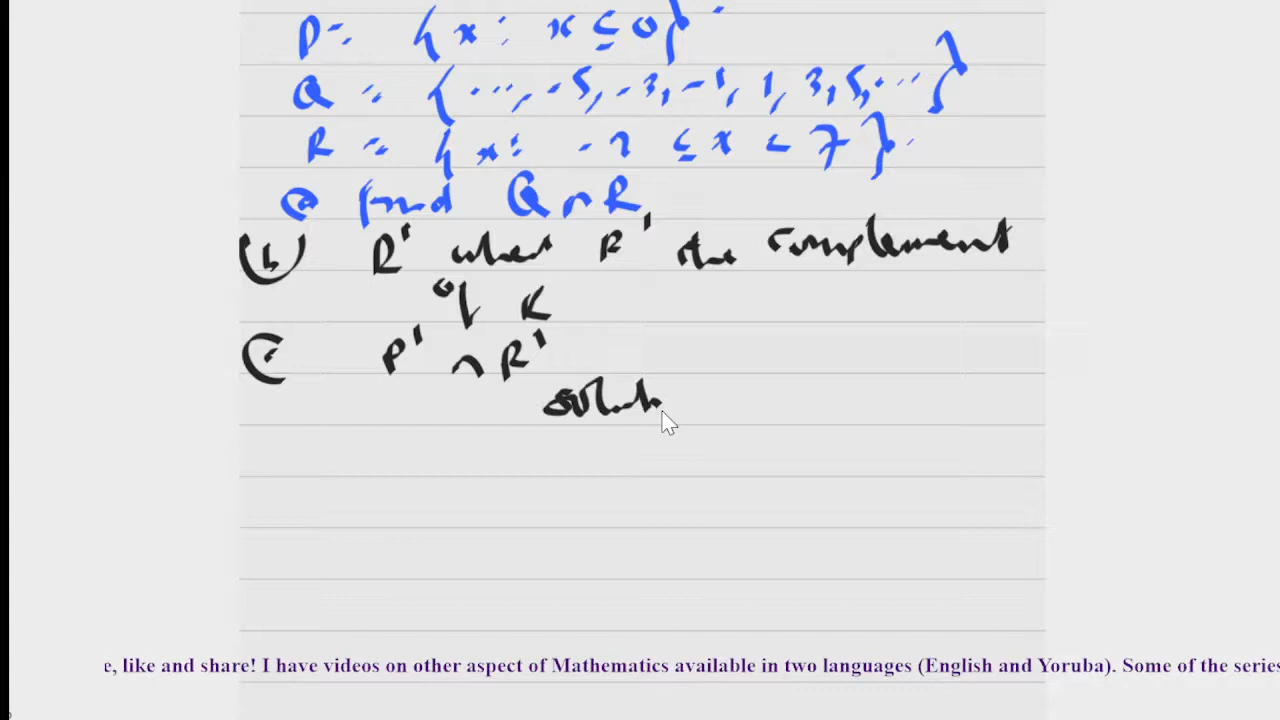 P = { x : x ≤ 0 }.
Q = { ..., -5, -3, -1, 1, 3, 5, ... }
R = { x : -2 ≤ x < 7 }.
(a) find Q ∩ R
(b) R' where R' the complement
of R
(c P' ∩ R'
e, like and share! I have videos on other aspect of Mathematics available in two languages (English and Yoruba). Some of the series